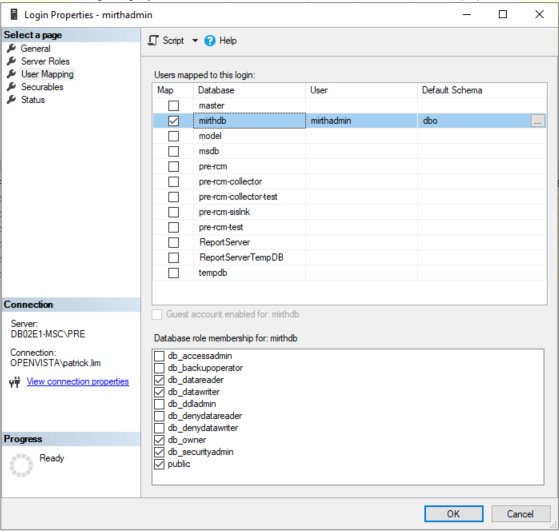 Login Properties - mirthadmin
Select a page
General
Server Roles
User Mapping
Securables
Status
Script
Help
Users mapped to this login:
Map Database User Default Schema
master
mirthdb mirthadmin dbo ...
model
msdb
pre-rcm
pre-rcm-collector
pre-rcm-collector-test
pre-rcm-sislnk
pre-rcm-test
ReportServer
ReportServerTempDB
tempdb
Guest account enabled for: mirthdb
Database role membership for: mirthdb
db_accessadmin
db_backupoperator
db_datareader
db_datawriter
db_ddladmin
db_denydatareader
db_denydatawriter
db_owner
db_securityadmin
public
Connection
Server:
DB02E1-MSC\PRE
Connection:
OPENVISTA\patrick.lim
View connection properties
Progress
Ready
OK Cancel